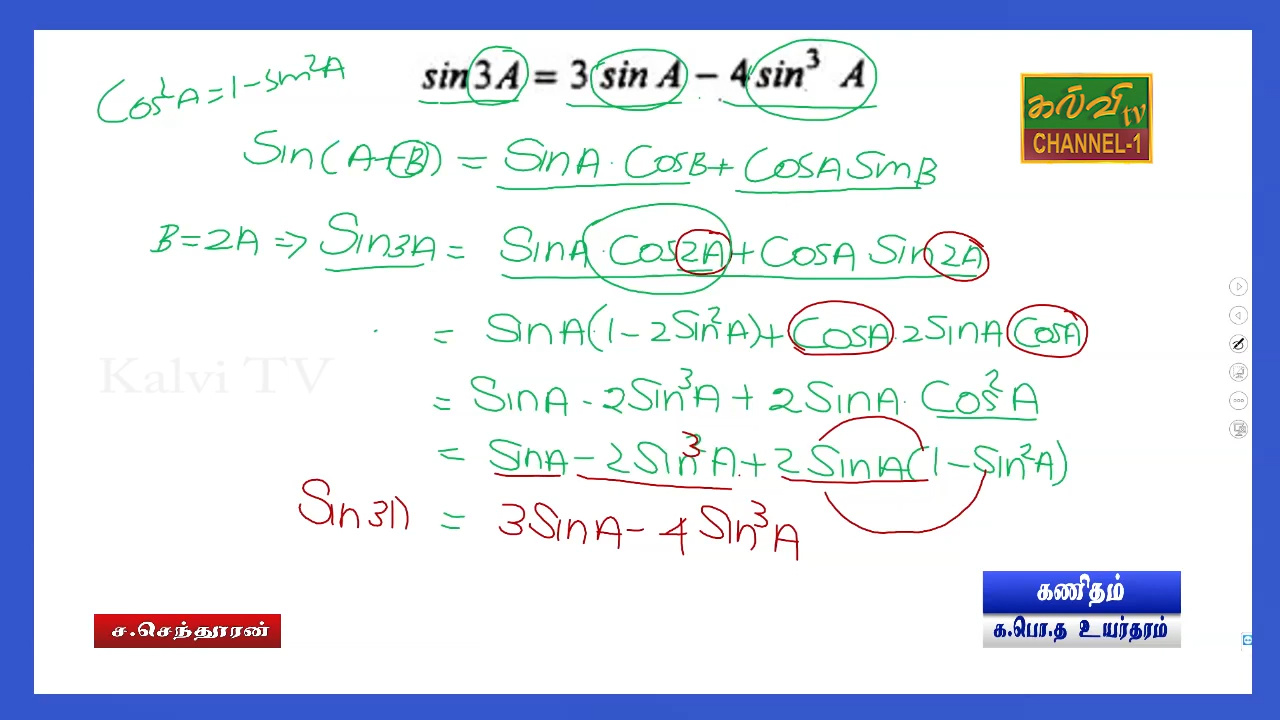 Cos²A = 1 - Sin²A
sin 3A = 3 sin A - 4 sin³ A
கல்வி tv
CHANNEL-1
Sin(A+B) = SinA · CosB + CosA SinB
B = 2A ⇒ Sin3A = SinA · Cos2A + CosA Sin2A
= SinA(1 - 2Sin²A) + CosA · 2SinA CosA
Kalvi TV
= SinA - 2Sin³A + 2SinA · Cos²A
= SinA - 2Sin³A + 2SinA(1 - Sin²A)
Sin3A = 3SinA - 4Sin³A
கணிதம்
க.பொ.த உயர்தரம்
ச.செந்தூரன்